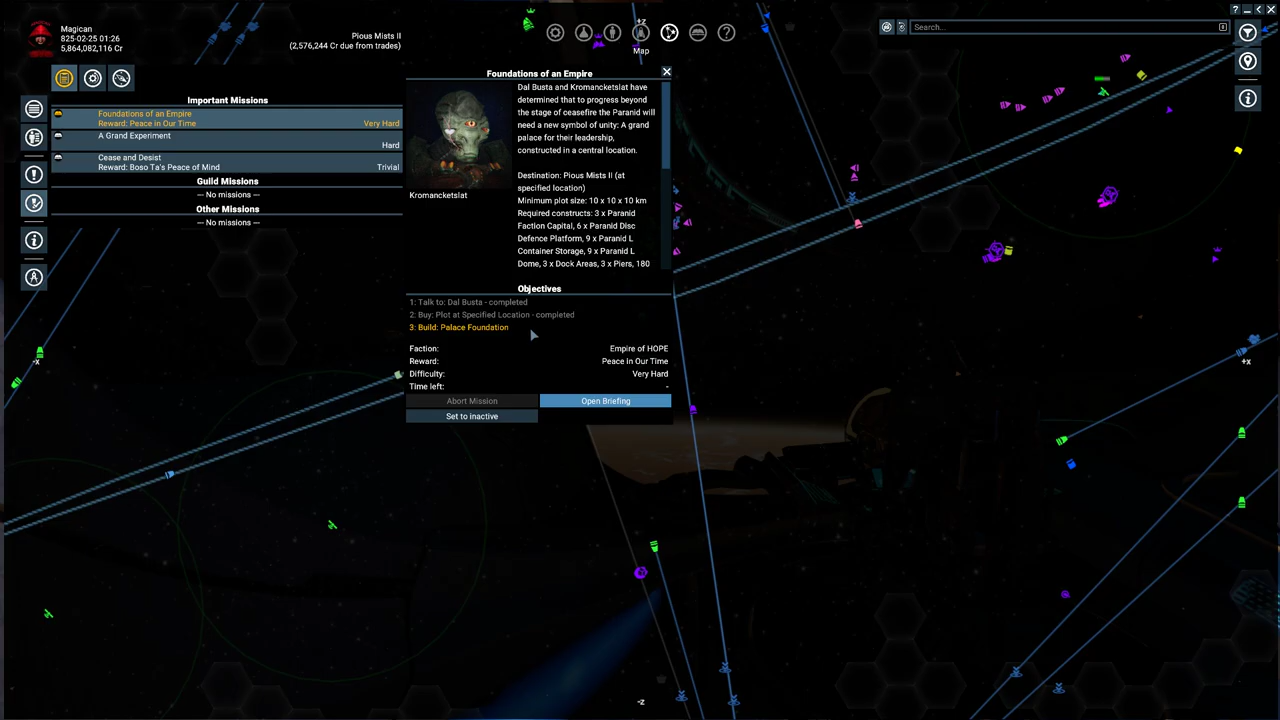 Magican
825-02-25 01:26
5,864,082,116 Cr
Pious Mists II
(2,576,244 Cr due from trades)
+z
Map
Search...
Important Missions
Foundations of an Empire
Reward: Peace in Our Time
Very Hard
A Grand Experiment
Hard
Cease and Desist
Reward: Boso Ta's Peace of Mind
Trivial
Guild Missions
--- No missions ---
Other Missions
--- No missions ---
Foundations of an Empire
Kromancketslat
Dal Busta and Kromancketslat have
determined that to progress beyond
the stage of ceasefire the Paranid will
need a new symbol of unity: A grand
palace for their leadership,
constructed in a central location.
Destination: Pious Mists II (at
specified location)
Minimum plot size: 10 x 10 x 10 km
Required constructs: 3 x Paranid
Faction Capital, 6 x Paranid Disc
Defence Platform, 9 x Paranid L
Container Storage, 9 x Paranid L
Dome, 3 x Dock Areas, 3 x Piers, 180
Objectives
1: Talk to: Dal Busta - completed
2: Buy: Plot at Specified Location - completed
3: Build: Palace Foundation
Faction:
Empire of HOPE
Reward:
Peace in Our Time
Difficulty:
Very Hard
Time left:
-
Abort Mission
Open Briefing
Set to inactive
-x
+x
-z